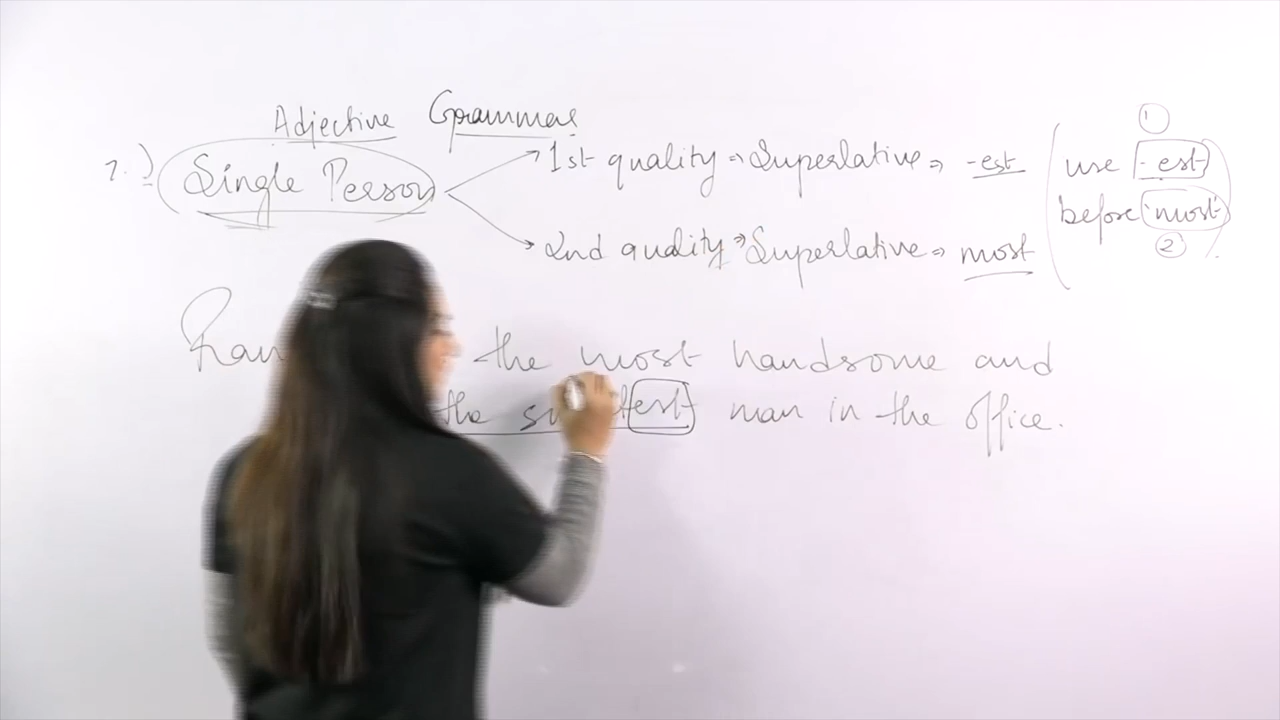 Adjective Grammar
2.) Single Person
1st quality ⇒ Superlative ⇒ -est
2nd quality ⇒ Superlative ⇒ most
(use -est
before 'most')
1
2
the most handsome and
the est man in the office.